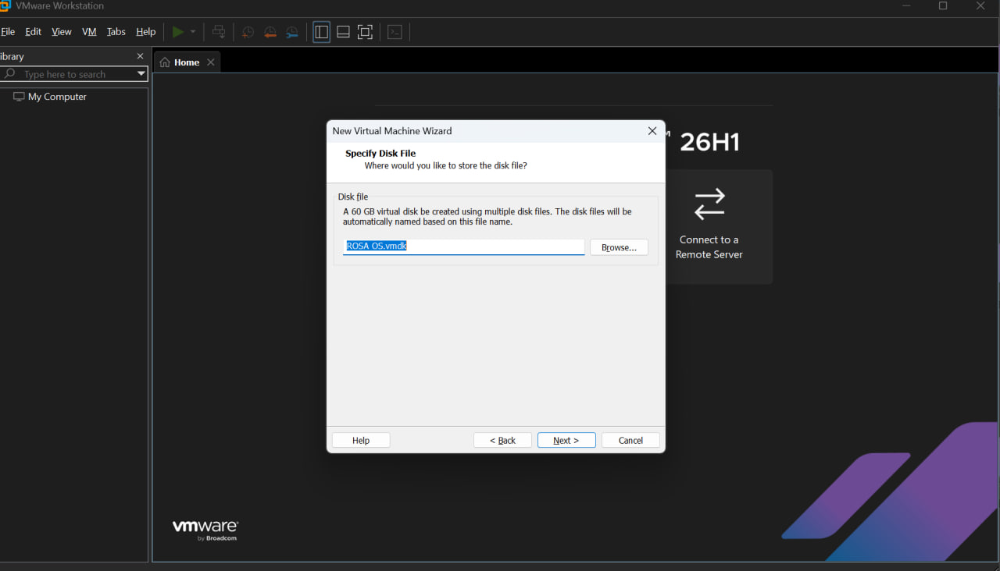 VMware Workstation
File Edit View VM Tabs Help
ibrary
Type here to search
My Computer
Home
26H1
Connect to a
Remote Server
New Virtual Machine Wizard
Specify Disk File
Where would you like to store the disk file?
Disk file
A 60 GB virtual disk be created using multiple disk files. The disk files will be
automatically named based on this file name.
ROSA OS.vmdk
Browse...
Help
< Back
Next >
Cancel
vmware®
by Broadcom